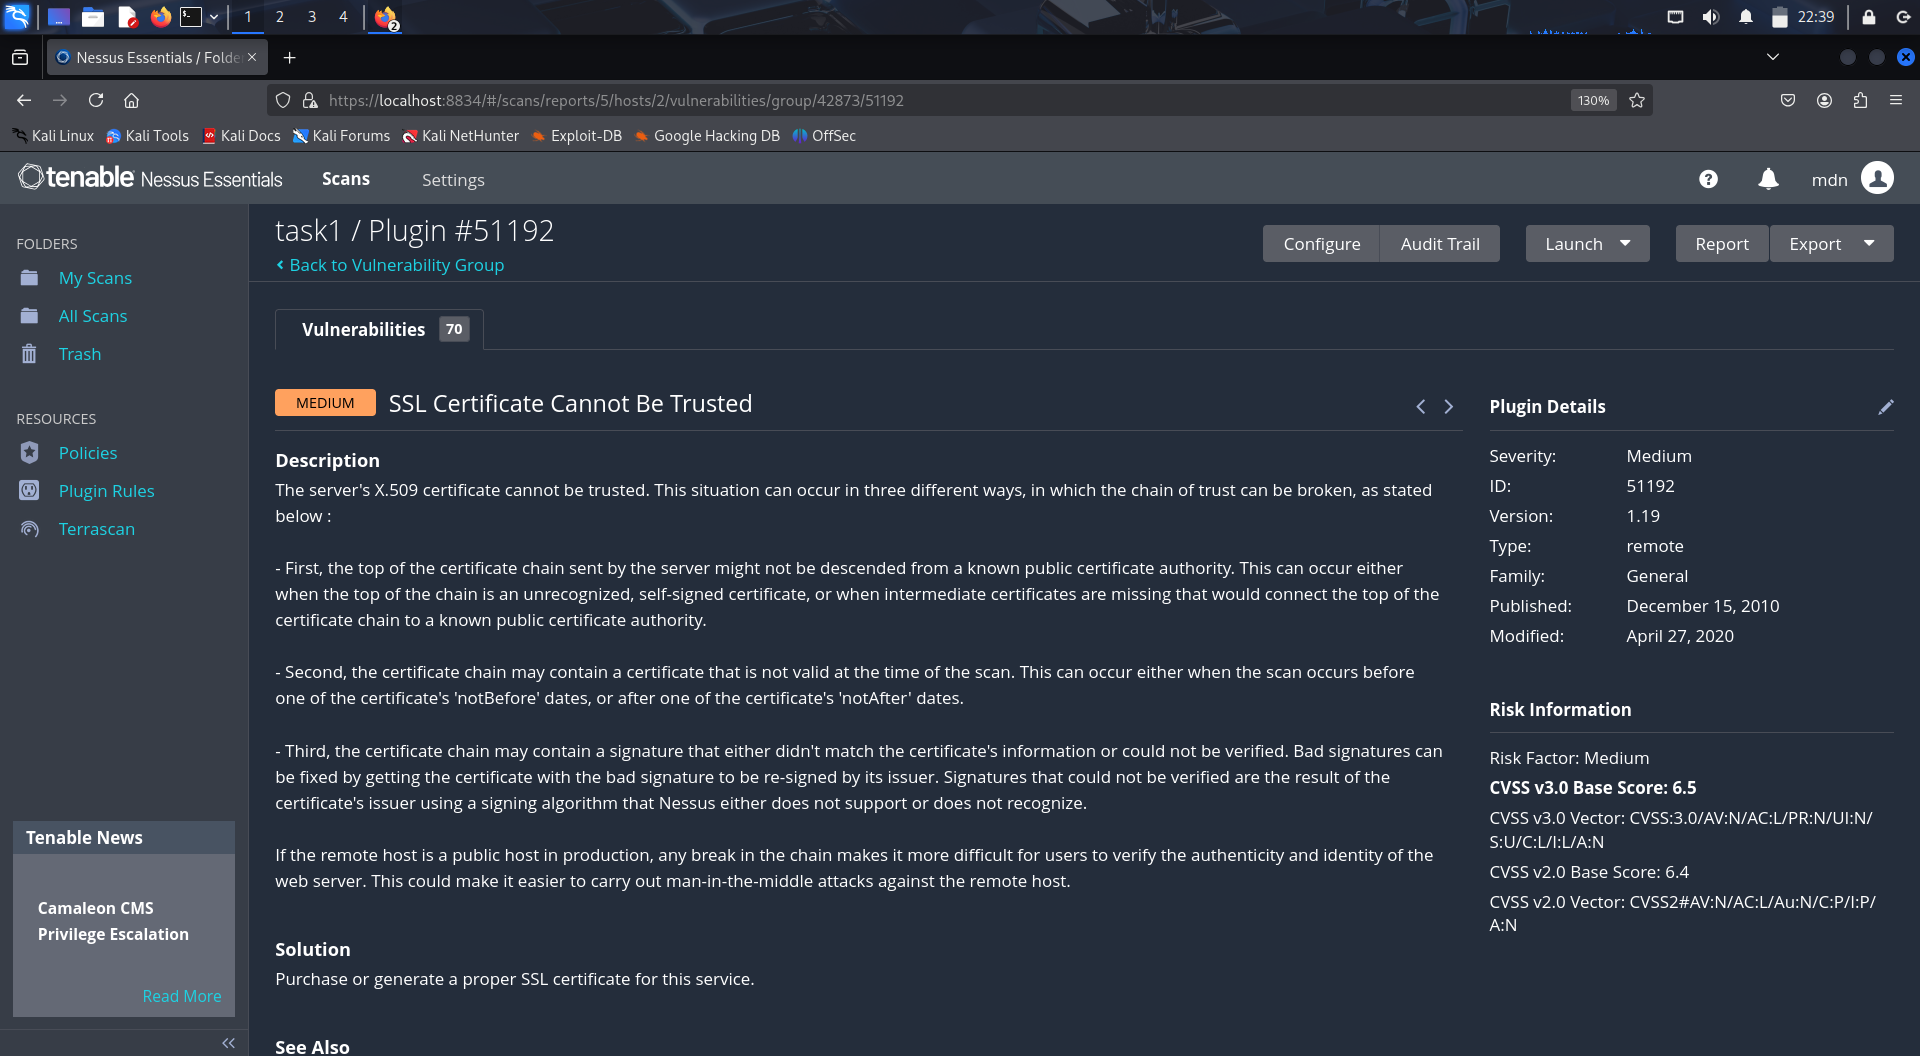 1 2 3 4
2
22:39
Nessus Essentials / Folde
https://localhost:8834/#/scans/reports/5/hosts/2/vulnerabilities/group/42873/51192
130%
Kali Linux Kali Tools Kali Docs Kali Forums Kali NetHunter Exploit-DB Google Hacking DB OffSec
tenable Nessus Essentials Scans Settings mdn
FOLDERS
My Scans
All Scans
Trash
RESOURCES
Policies
Plugin Rules
Terrascan
Tenable News
Camaleon CMS
Privilege Escalation
Read More
task1 / Plugin #51192
Back to Vulnerability Group
Configure Audit Trail Launch Report Export
Vulnerabilities 70
MEDIUM SSL Certificate Cannot Be Trusted
Description
The server's X.509 certificate cannot be trusted. This situation can occur in three different ways, in which the chain of trust can be broken, as stated
below :
- First, the top of the certificate chain sent by the server might not be descended from a known public certificate authority. This can occur either
when the top of the chain is an unrecognized, self-signed certificate, or when intermediate certificates are missing that would connect the top of the
certificate chain to a known public certificate authority.
- Second, the certificate chain may contain a certificate that is not valid at the time of the scan. This can occur either when the scan occurs before
one of the certificate's 'notBefore' dates, or after one of the certificate's 'notAfter' dates.
- Third, the certificate chain may contain a signature that either didn't match the certificate's information or could not be verified. Bad signatures can
be fixed by getting the certificate with the bad signature to be re-signed by its issuer. Signatures that could not be verified are the result of the
certificate's issuer using a signing algorithm that Nessus either does not support or does not recognize.
If the remote host is a public host in production, any break in the chain makes it more difficult for users to verify the authenticity and identity of the
web server. This could make it easier to carry out man-in-the-middle attacks against the remote host.
Solution
Purchase or generate a proper SSL certificate for this service.
See Also
Plugin Details
Severity: Medium
ID: 51192
Version: 1.19
Type: remote
Family: General
Published: December 15, 2010
Modified: April 27, 2020
Risk Information
Risk Factor: Medium
CVSS v3.0 Base Score: 6.5
CVSS v3.0 Vector: CVSS:3.0/AV:N/AC:L/PR:N/UI:N/
S:U/C:L/I:L/A:N
CVSS v2.0 Base Score: 6.4
CVSS v2.0 Vector: CVSS2#AV:N/AC:L/Au:N/C:P/I:P/
A:N